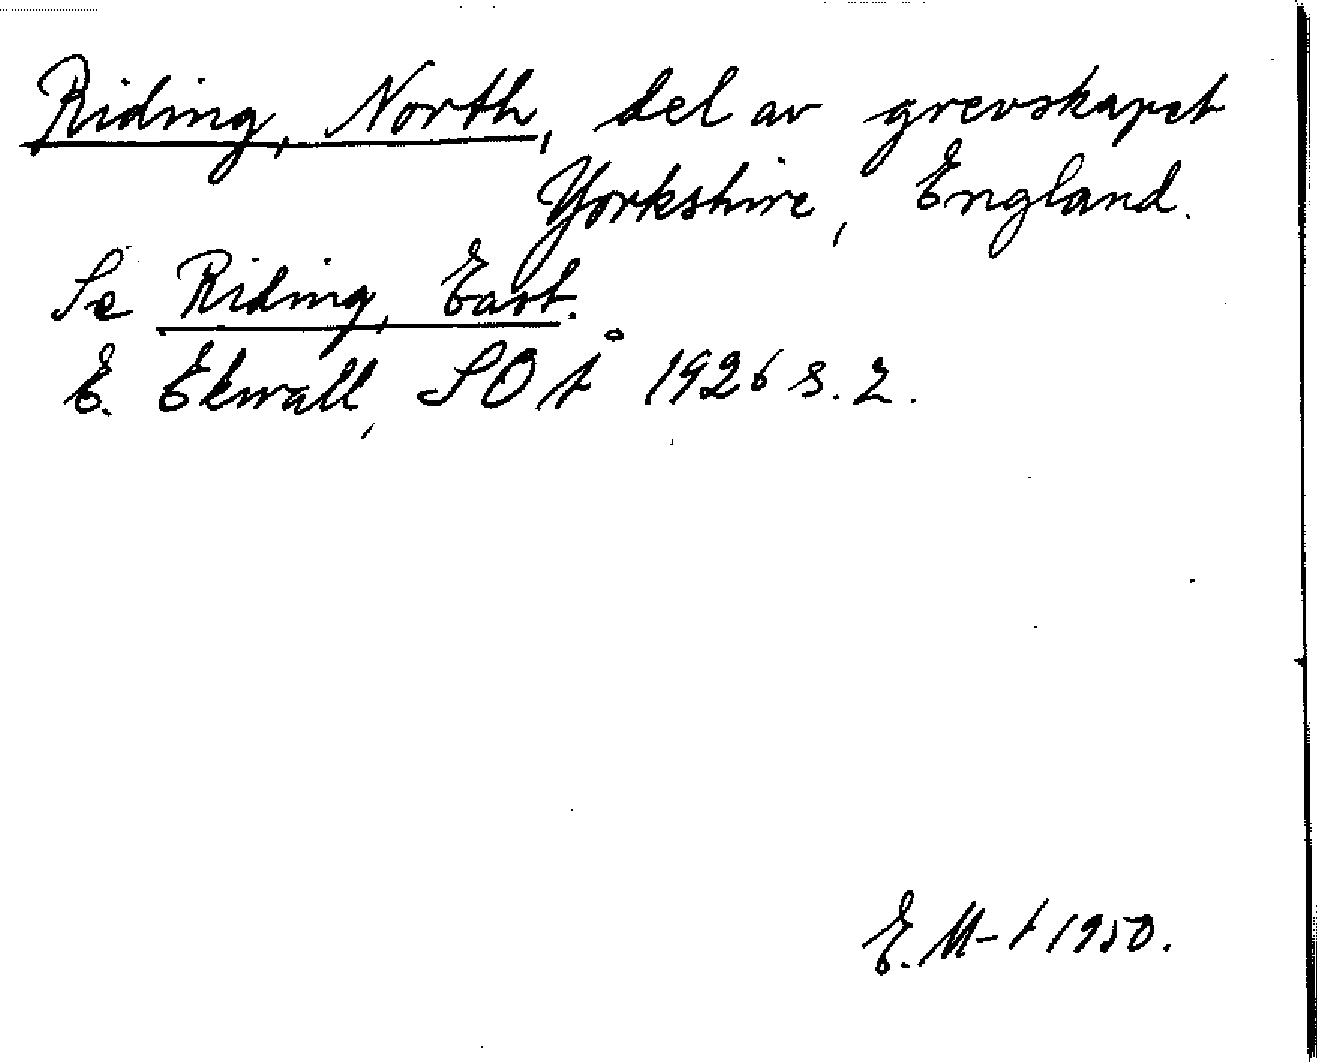 Riding, North, del av grevskapet
Yorkshire, England.
Se Riding, East.
E. Ekwall, SOÅ 1926 s. 2.
E. M-t 1950.